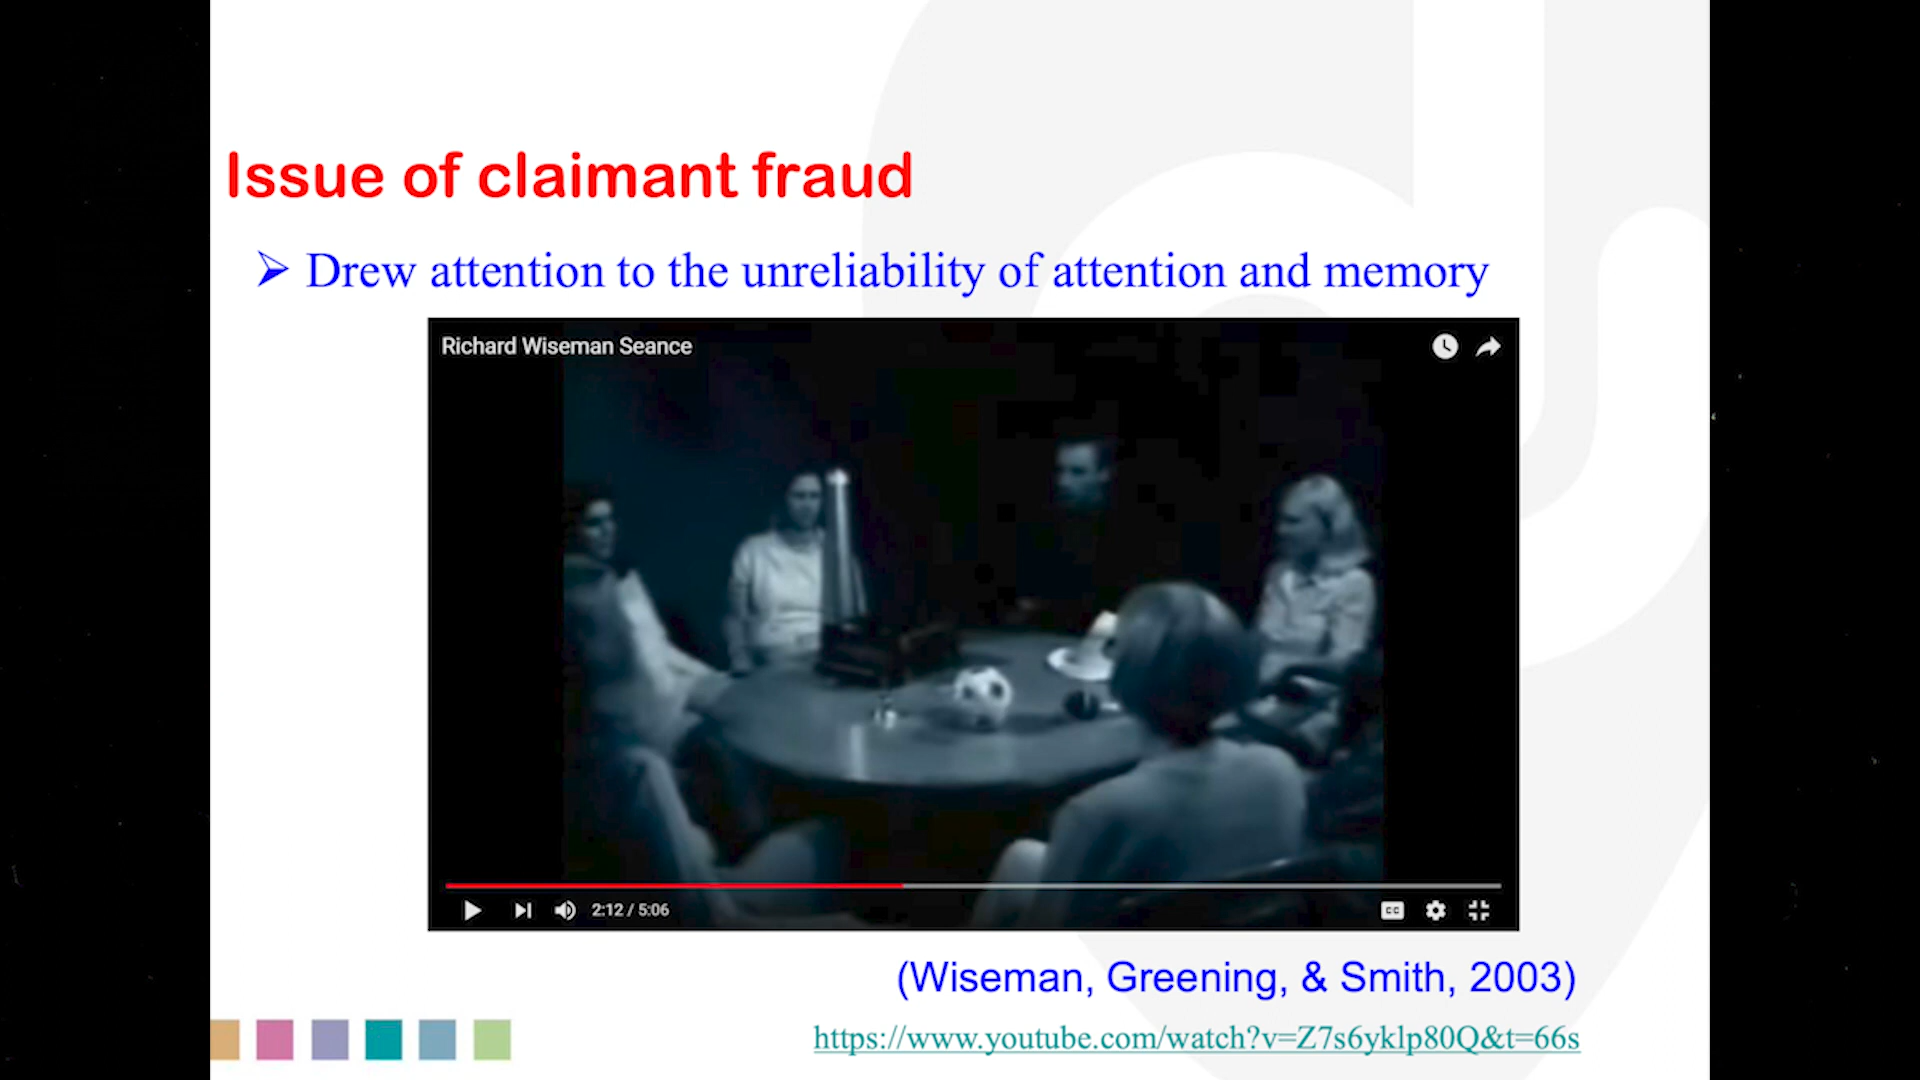 Issue of claimant fraud
Drew attention to the unreliability of attention and memory
Richard Wiseman Seance
2:12 / 5:06
CC
(Wiseman, Greening, & Smith, 2003)
https://www.youtube.com/watch?v=Z7s6yklp80Q&t=66s